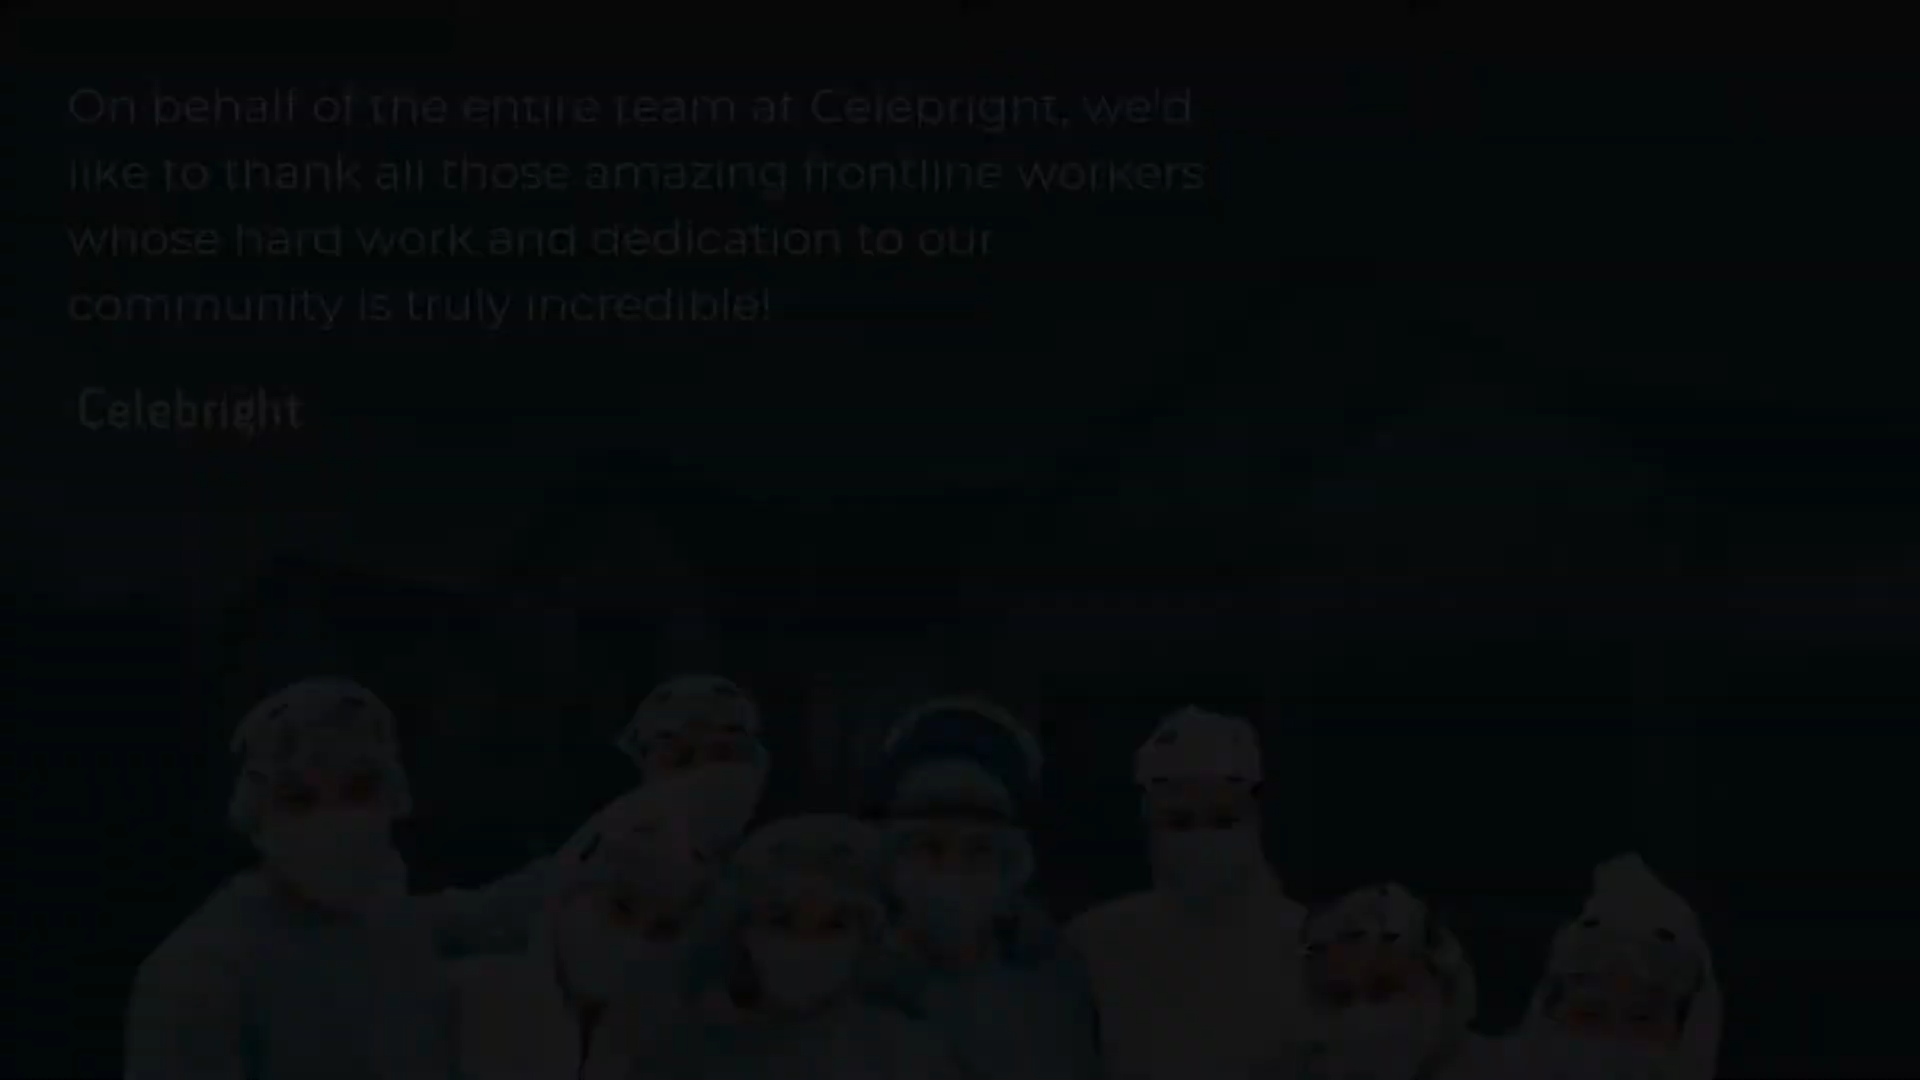 On behalf of the entire team at Celebright, we'd
like to thank all those amazing frontline workers
whose hard work and dedication to our
community is truly incredible!
Celebright